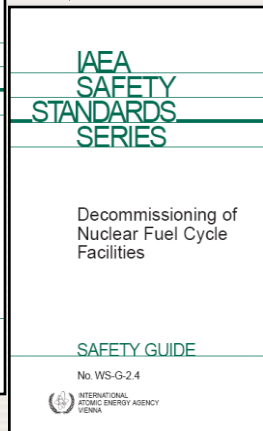 IAEA
SAFETY
STANDARDS
SERIES
Decommissioning of
Nuclear Fuel Cycle
Facilities
SAFETY GUIDE
No. WS-G-2.4
INTERNATIONAL
ATOMIC ENERGY AGENCY
VIENNA